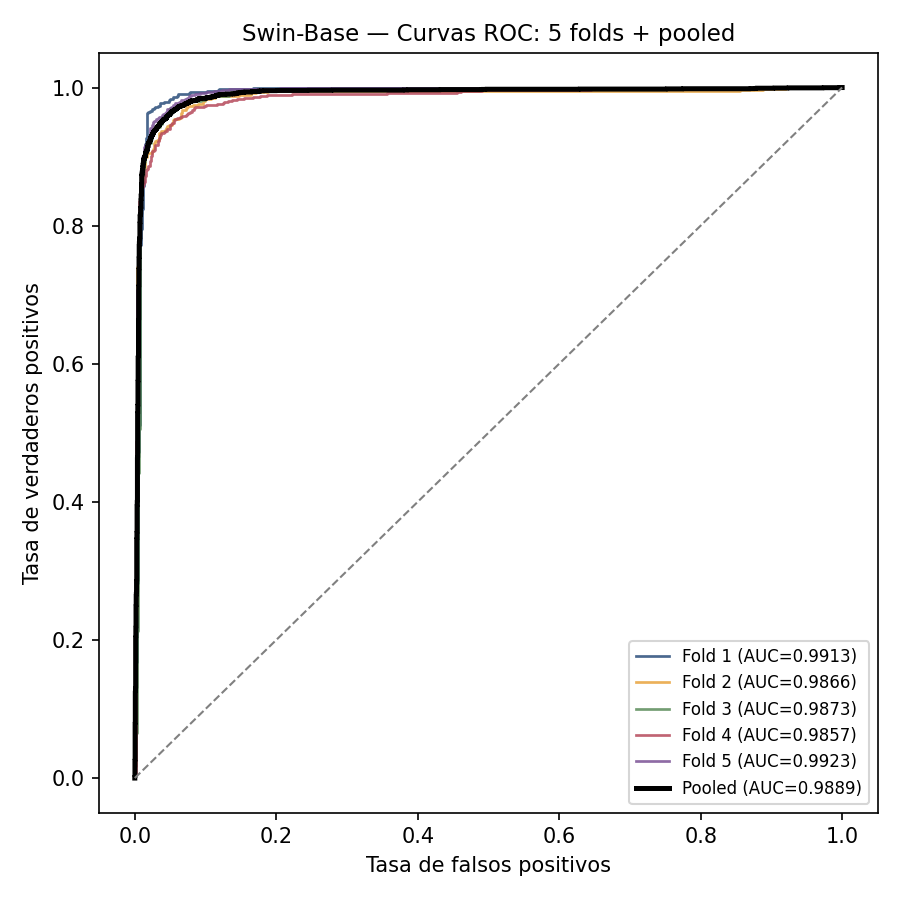 Swin-Base — Curvas ROC: 5 folds + pooled
Tasa de verdaderos positivos
1.0
0.8
0.6
0.4
0.2
0.0
0.0 0.2 0.4 0.6 0.8 1.0
Tasa de falsos positivos
Fold 1 (AUC=0.9913)
Fold 2 (AUC=0.9866)
Fold 3 (AUC=0.9873)
Fold 4 (AUC=0.9857)
Fold 5 (AUC=0.9923)
Pooled (AUC=0.9889)